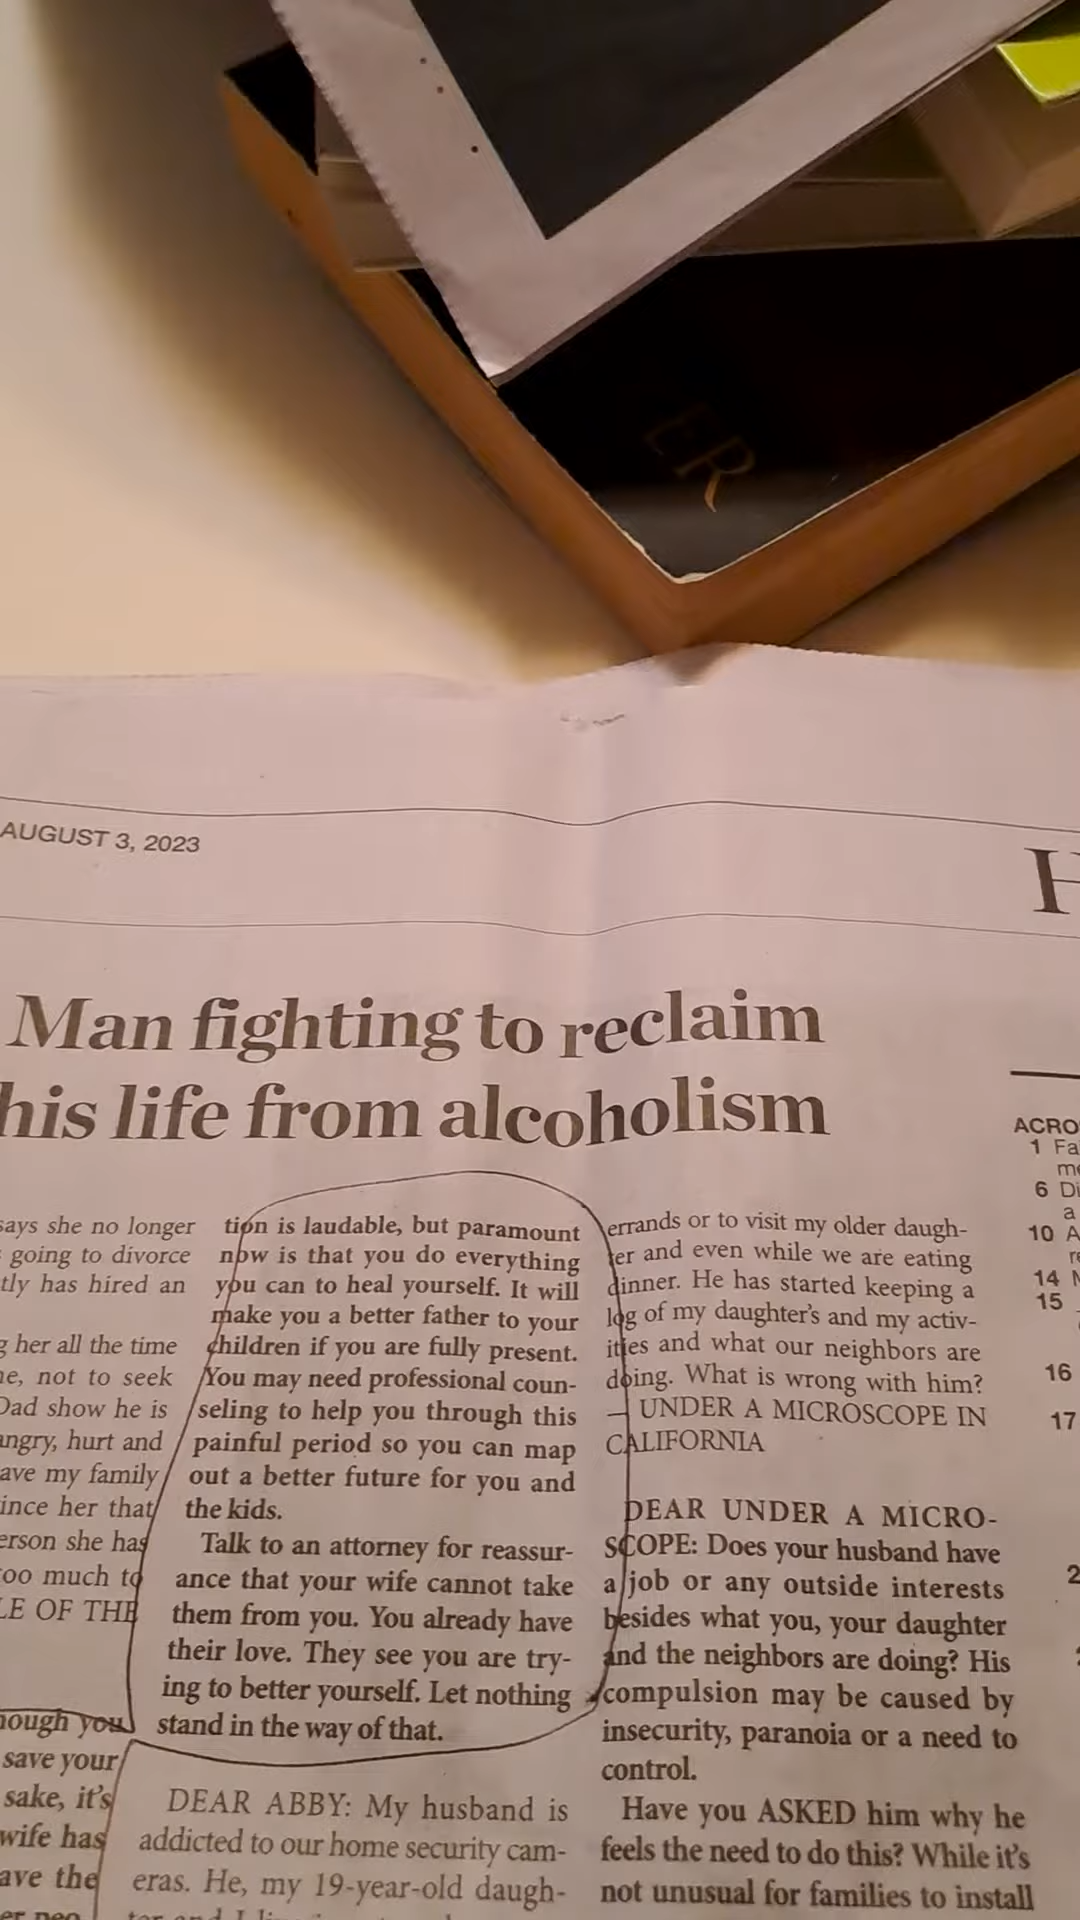 ER
AUGUST 3, 2023
H
Man fighting to reclaim
his life from alcoholism
says she no longer
going to divorce
has hired an
her all the time
not to seek
Dad show he is
angry, hurt and
my family
her that
she has
too much to
OF THE
you
save your
sake, it's
wife has
the
tion is laudable, but paramount
now is that you do everything
you can to heal yourself. It will
make you a better father to your
children if you are fully present.
You may need professional coun-
seling to help you through this
painful period so you can map
out a better future for you and
the kids.
Talk to an attorney for reassur-
ance that your wife cannot take
them from you. You already have
their love. They see you are try-
ing to better yourself. Let nothing
stand in the way of that.
DEAR ABBY: My husband is
addicted to our home security cam-
eras. He, my 19-year-old daugh-
errands or to visit my older daugh-
ter and even while we are eating
dinner. He has started keeping a
log of my daughter's and my activ-
ities and what our neighbors are
doing. What is wrong with him?
— UNDER A MICROSCOPE IN
CALIFORNIA
DEAR UNDER A MICRO-
SCOPE: Does your husband have
a job or any outside interests
besides what you, your daughter
and the neighbors are doing? His
compulsion may be caused by
insecurity, paranoia or a need to
control.
Have you ASKED him why he
feels the need to do this? While it's
not unusual for families to install
ACRO
1 Fa
me
6 Di
a
10 A
re
14
15
16
17